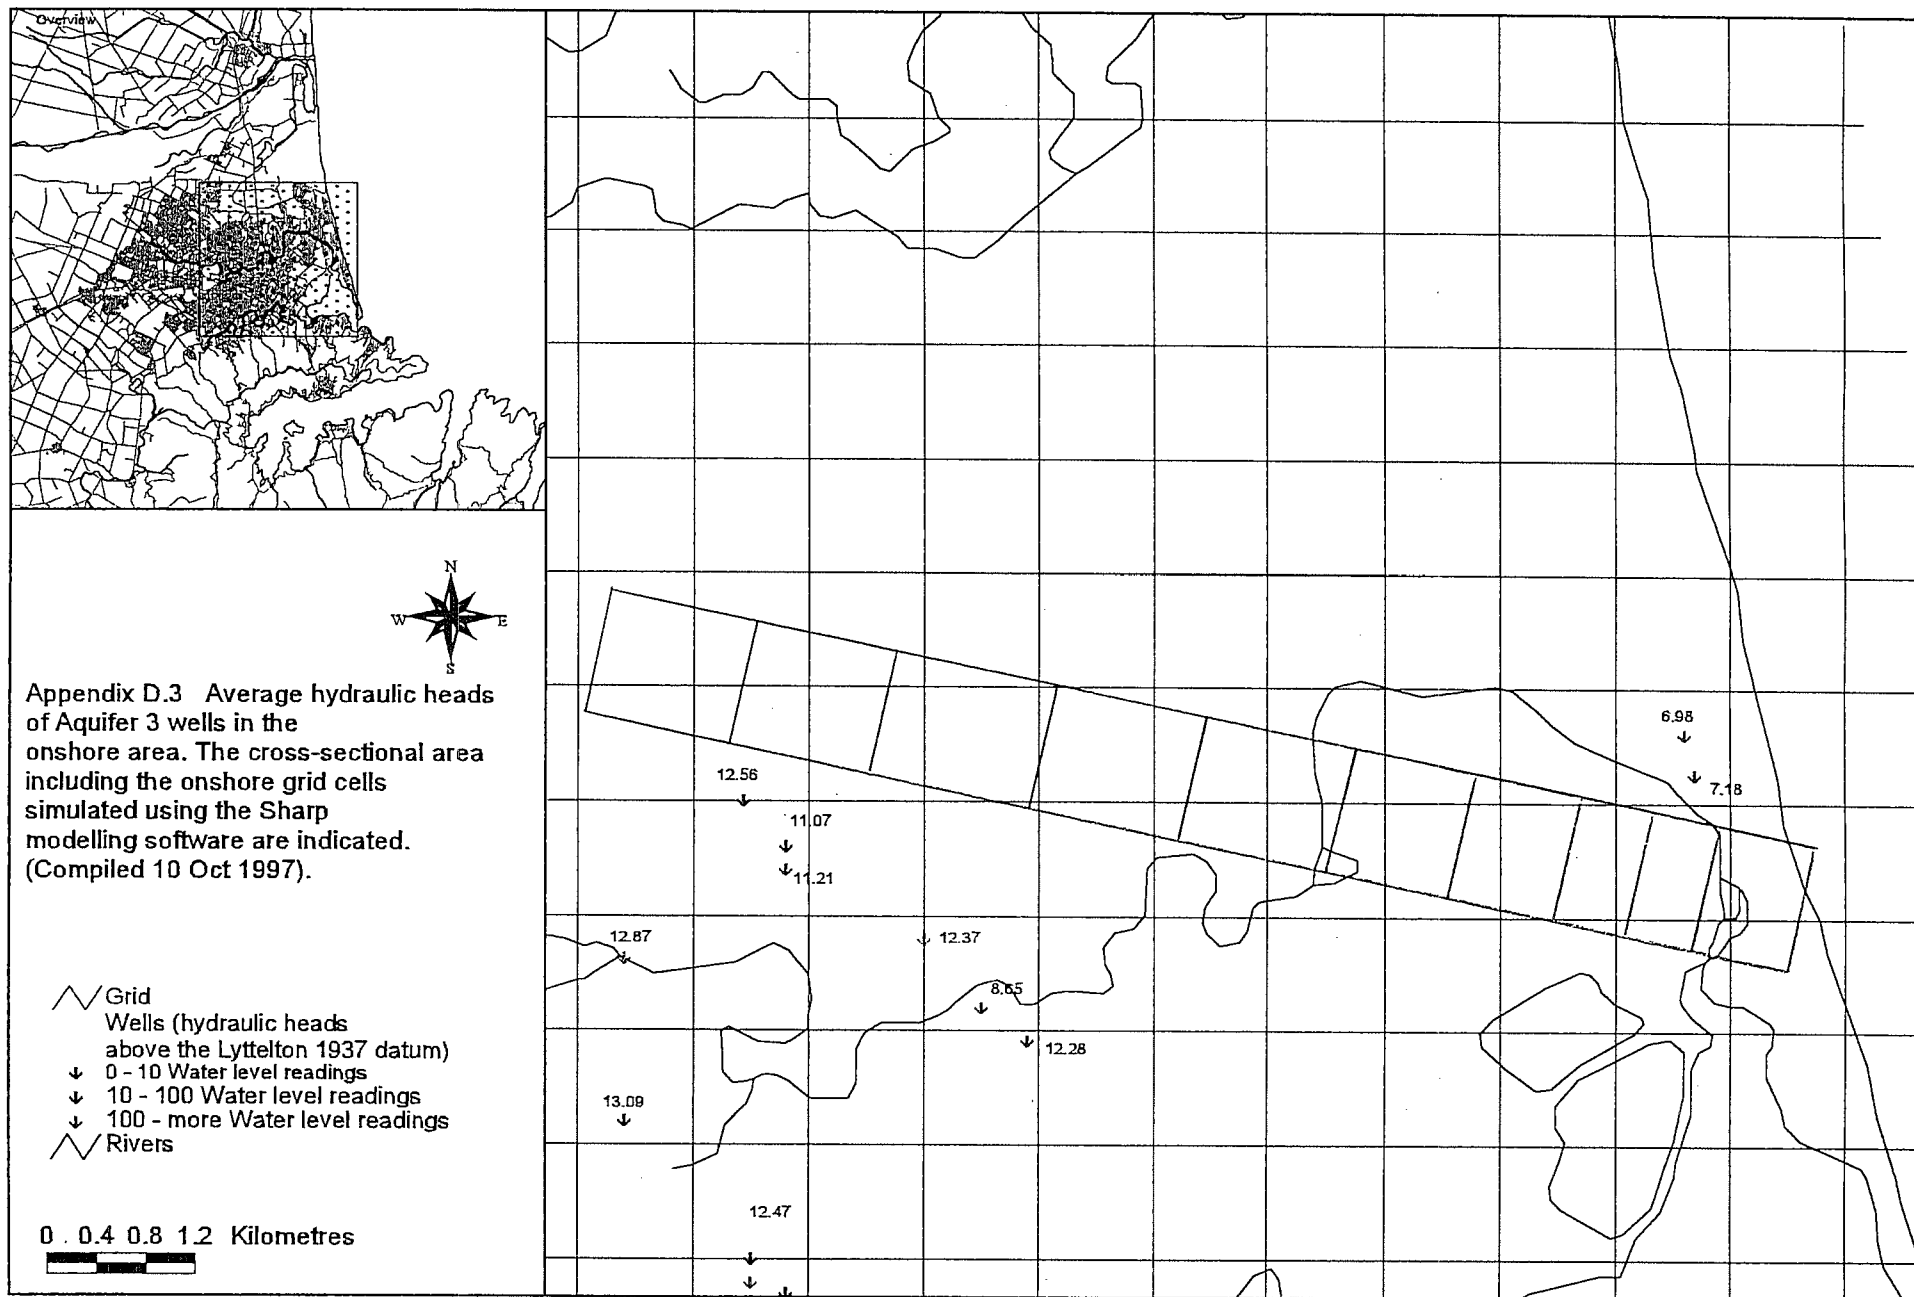 Overview
N
W E
S
Appendix D.3 Average hydraulic heads
of Aquifer 3 wells in the
onshore area. The cross-sectional area
including the onshore grid cells
simulated using the Sharp
modelling software are indicated.
(Compiled 10 Oct 1997).
Grid
Wells (hydraulic heads
above the Lyttelton 1937 datum)
0 - 10 Water level readings
10 - 100 Water level readings
100 - more Water level readings
Rivers
0 0.4 0.8 1.2 Kilometres
6.98
7.18
12.56
11.07
11.21
12.87
12.37
8.65
12.28
13.09
12.47